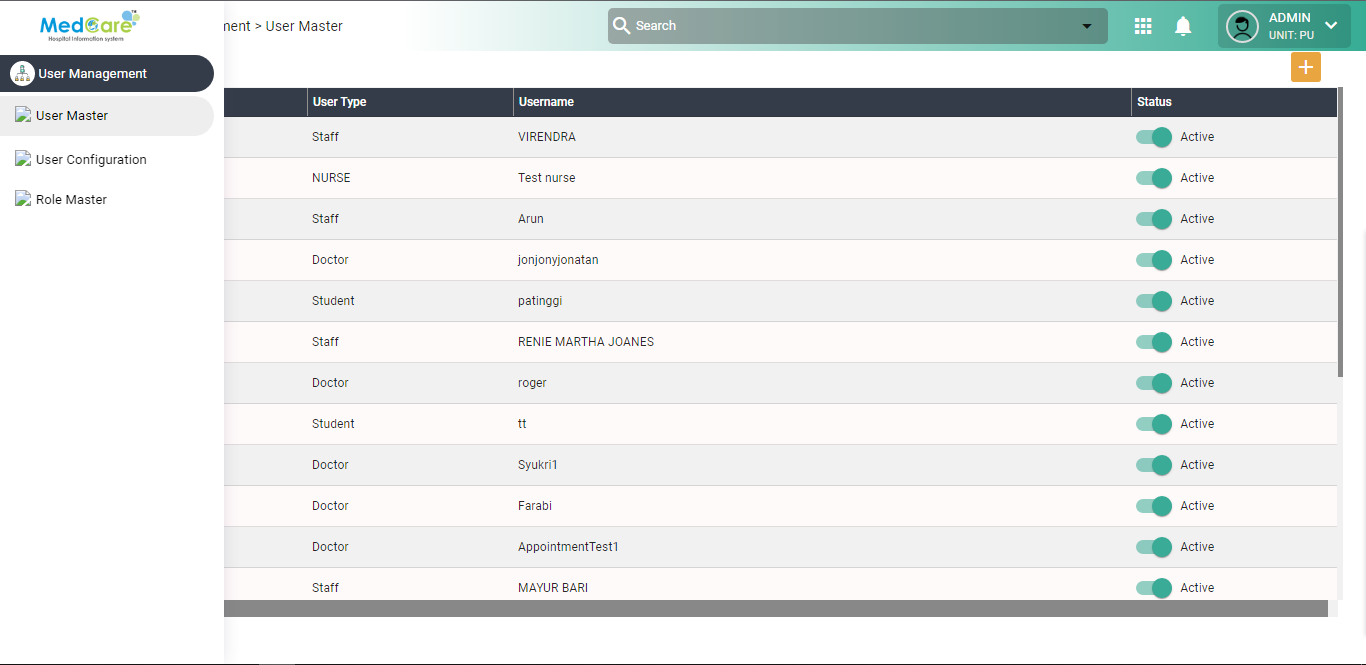 MedCare TM
Hospital Information system
ment > User Master
Search
ADMIN
UNIT: PU
User Management
User Master
User Configuration
Role Master
User Type Username Status
Staff VIRENDRA Active
NURSE Test nurse Active
Staff Arun Active
Doctor jonjonyjonatan Active
Student patinggi Active
Staff RENIE MARTHA JOANES Active
Doctor roger Active
Student tt Active
Doctor Syukri1 Active
Doctor Farabi Active
Doctor AppointmentTest1 Active
Staff MAYUR BARI Active